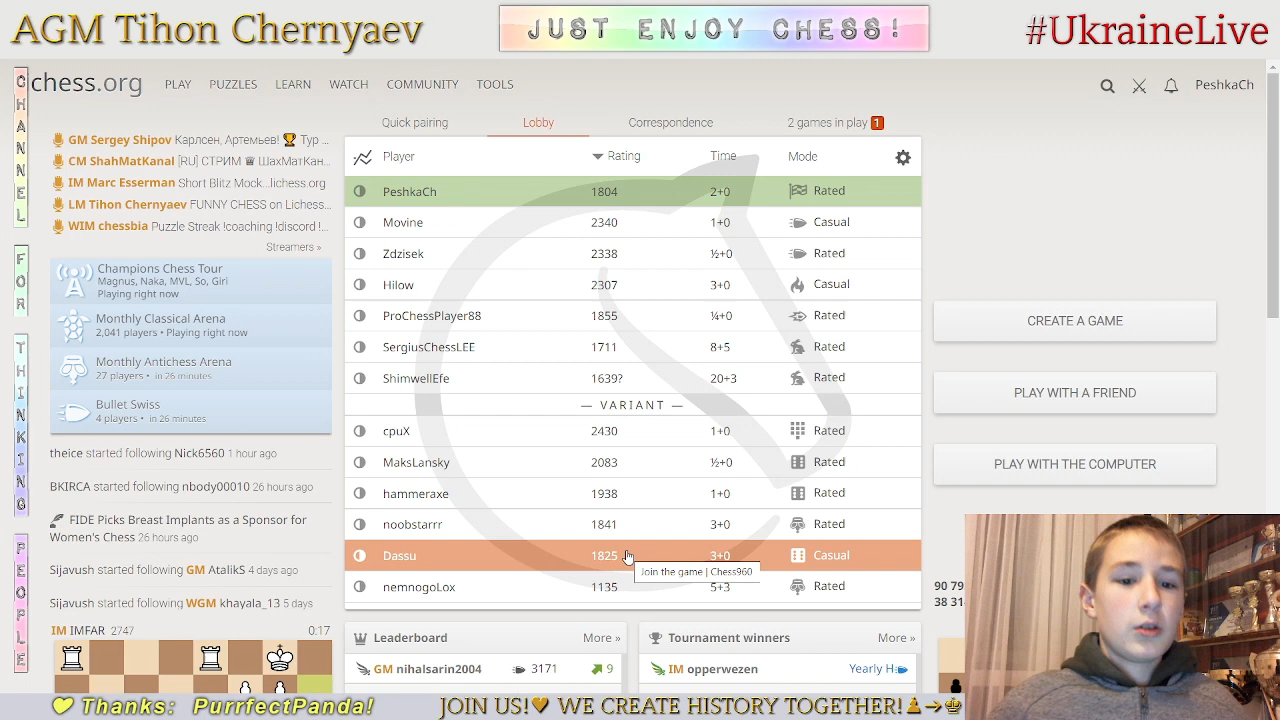 AGM Tihon Chernyaev
JUST ENJOY CHESS!
#UkraineLive
CHANNEL
FOR
THINKING
PEOPLE
chess.org
PLAY PUZZLES LEARN WATCH COMMUNITY TOOLS
PeshkaCh
GM Sergey Shipov Карлсен, Артемьев! 🏆 Тур ...
CM ShahMatKanal [RU] СТРИМ ♛ ШахМатКан...
IM Marc Esserman Short Blitz Mock...lichess.org
LM Tihon Chernyaev FUNNY CHESS on Lichess...
WIM chessbia Puzzle Streak !coaching !discord !...
Streamers »
Champions Chess Tour
Magnus, Naka, MVL, So, Giri
Playing right now
Monthly Classical Arena
2,041 players • Playing right now
Monthly Antichess Arena
27 players • in 26 minutes
Bullet Swiss
4 players • in 26 minutes
theice started following Nick6560 1 hour ago
BKIRCA started following nbody00010 26 hours ago
FIDE Picks Breast Implants as a Sponsor for
Women's Chess 26 hours ago
Sijavush started following GM AtalikS 4 days ago
Sijavush started following WGM khayala_13 5 days
IM IMFAR 2747 0:17
Quick pairing Lobby Correspondence 2 games in play 1
Player Rating Time Mode
PeshkaCh 1804 2+0 Rated
Movine 2340 1+0 Casual
Zdzisek 2338 ½+0 Rated
Hilow 2307 3+0 Casual
ProChessPlayer88 1855 ¼+0 Rated
SergiusChessLEE 1711 8+5 Rated
ShimwellEfe 1639? 20+3 Rated
— VARIANT —
cpuX 2430 1+0 Rated
MaksLansky 2083 ½+0 Rated
hammeraxe 1938 1+0 Rated
noobstarrr 1841 3+0 Rated
Dassu 1825 3+0 Casual
Join the game | Chess960
nemnogoLox 1135 5+3 Rated
CREATE A GAME
PLAY WITH A FRIEND
PLAY WITH THE COMPUTER
90 79
38 31
Leaderboard More »
GM nihalsarin2004 3171 9
Tournament winners More »
IM opperwezen Yearly H
Thanks: PurrfectPanda!
JOIN US!♥ WE CREATE HISTORY TOGETHER!♟→♚